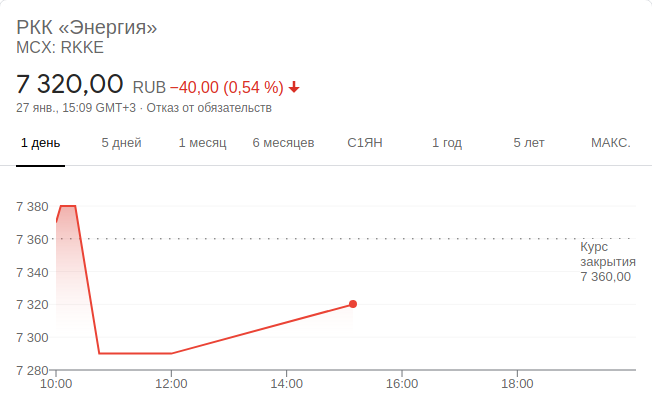 РКК «Энергия»
MCX: RKKE
7 320,00 RUB −40,00 (0,54 %)
27 янв., 15:09 GMT+3 · Отказ от обязательств
1 день 5 дней 1 месяц 6 месяцев С1ЯН 1 год 5 лет МАКС.
7 380
7 360
Курс
закрытия
7 360,00
7 340
7 320
7 300
7 280
10:00 12:00 14:00 16:00 18:00